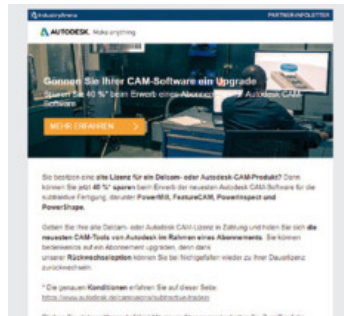 IndustryArena PARTNER-INFOLETTER
AUTODESK. Make anything
Gönnen Sie Ihrer CAM-Software ein Upgrade
Sparen Sie 40 %* beim Erwerb eines Abonnements Autodesk CAM-
Software
MEHR ERFAHREN
Sie besitzen eine alte Lizenz für ein Delcam- oder Autodesk-CAM-Produkt? Dann
können Sie jetzt 40 %* sparen beim Erwerb der neuesten Autodesk CAM-Software für die
subtraktive Fertigung, darunter PowerMill, FeatureCAM, PowerInspect und
PowerShape.
Geben Sie Ihre alte Delcam- oder Autodesk CAM-Lizenz in Zahlung und holen Sie sich die
neuesten CAM-Tools von Autodesk im Rahmen eines Abonnements. Sie können
bedenkenlos auf ein Abonnement upgraden, denn dank
unserer Rückwechseloption können Sie bei Nichtgefallen wieder zu Ihrer Dauerlizenz
zurückwechseln.
* Die genauen Konditionen erfahren Sie auf dieser Seite:
https://www.autodesk.de/campaigns/subtractive-tradein